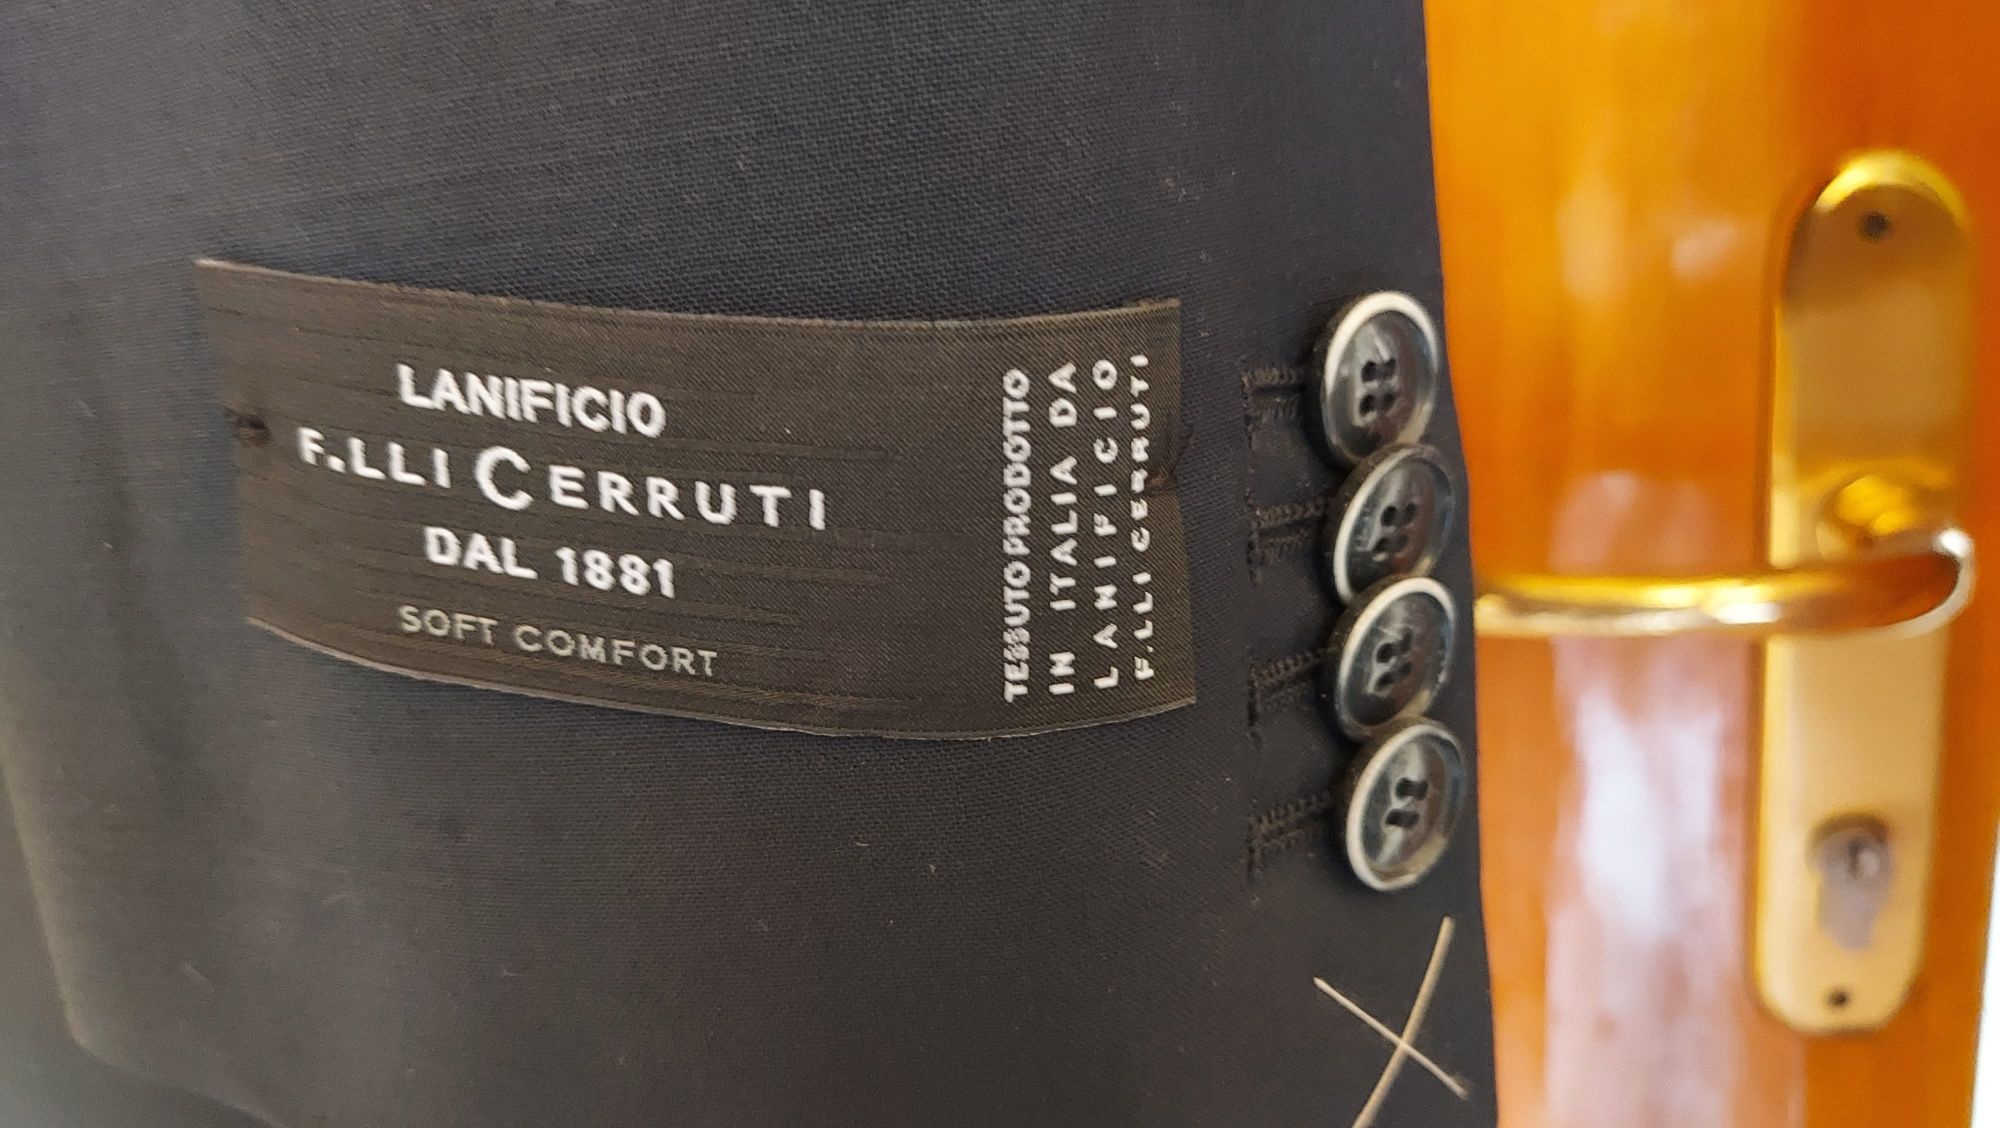 LANIFICIO
F.LLI CERRUTI
DAL 1881
SOFT COMFORT
TESSUTO PRODOTTO
IN ITALIA DA
LANIFICIO
F.LLI CERRUTI